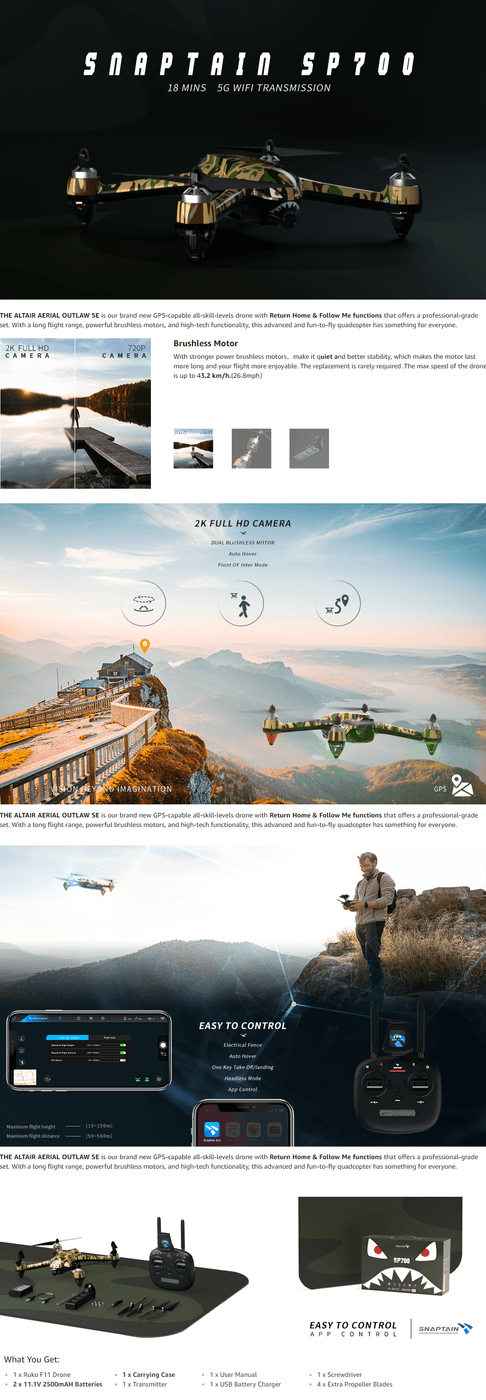 SNAPTAIN SP700
18 MINS 5G WIFI TRANSMISSION
THE ALTAIR AERIAL OUTLAW SE is our brand new GPS-capable all-skill-levels drone with Return Home & Follow Me functions that offers a professional-grade
set. With a long flight range, powerful brushless motors, and high-tech functionality, this advanced and fun-to-fly quadcopter has something for everyone.
2K FULL HD
CAMERA
720P
CAMERA
Brushless Motor
With stronger power brushless motors, make it quiet and better stability, which makes the motor last
more long and your flight more enjoyable. The replacement is rarely required .The max speed of the drone
is up to 43.2 km/h.(26.8mph)
2K FULL HD CAMERA
DUAL BLUSHLESS MOTOR
Auto Hover
Piont OF Inter Mode
VISION BEYOND IMAGINATION
GPS
THE ALTAIR AERIAL OUTLAW SE is our brand new GPS-capable all-skill-levels drone with Return Home & Follow Me functions that offers a professional-grade
set. With a long flight range, powerful brushless motors, and high-tech functionality, this advanced and fun-to-fly quadcopter has something for everyone.
EASY TO CONTROL
Electrical Fence
Auto Hover
One Key Take Off/landing
Headless Mode
App Control
Maximum flight height (15-150m)
Maximum flight distance (50-500m)
THE ALTAIR AERIAL OUTLAW SE is our brand new GPS-capable all-skill-levels drone with Return Home & Follow Me functions that offers a professional-grade
set. With a long flight range, powerful brushless motors, and high-tech functionality, this advanced and fun-to-fly quadcopter has something for everyone.
SP700
EASY TO CONTROL
APP CONTROL
SNAPTAIN
What You Get:
1 x Ruko F11 Drone
1 x Carrying Case
1 x User Manual
1 x Screwdriver
2 x 11.1V 2500mAH Batteries
1 x Transmitter
1 x USB Battery Charger
4 x Extra Propeller Blades